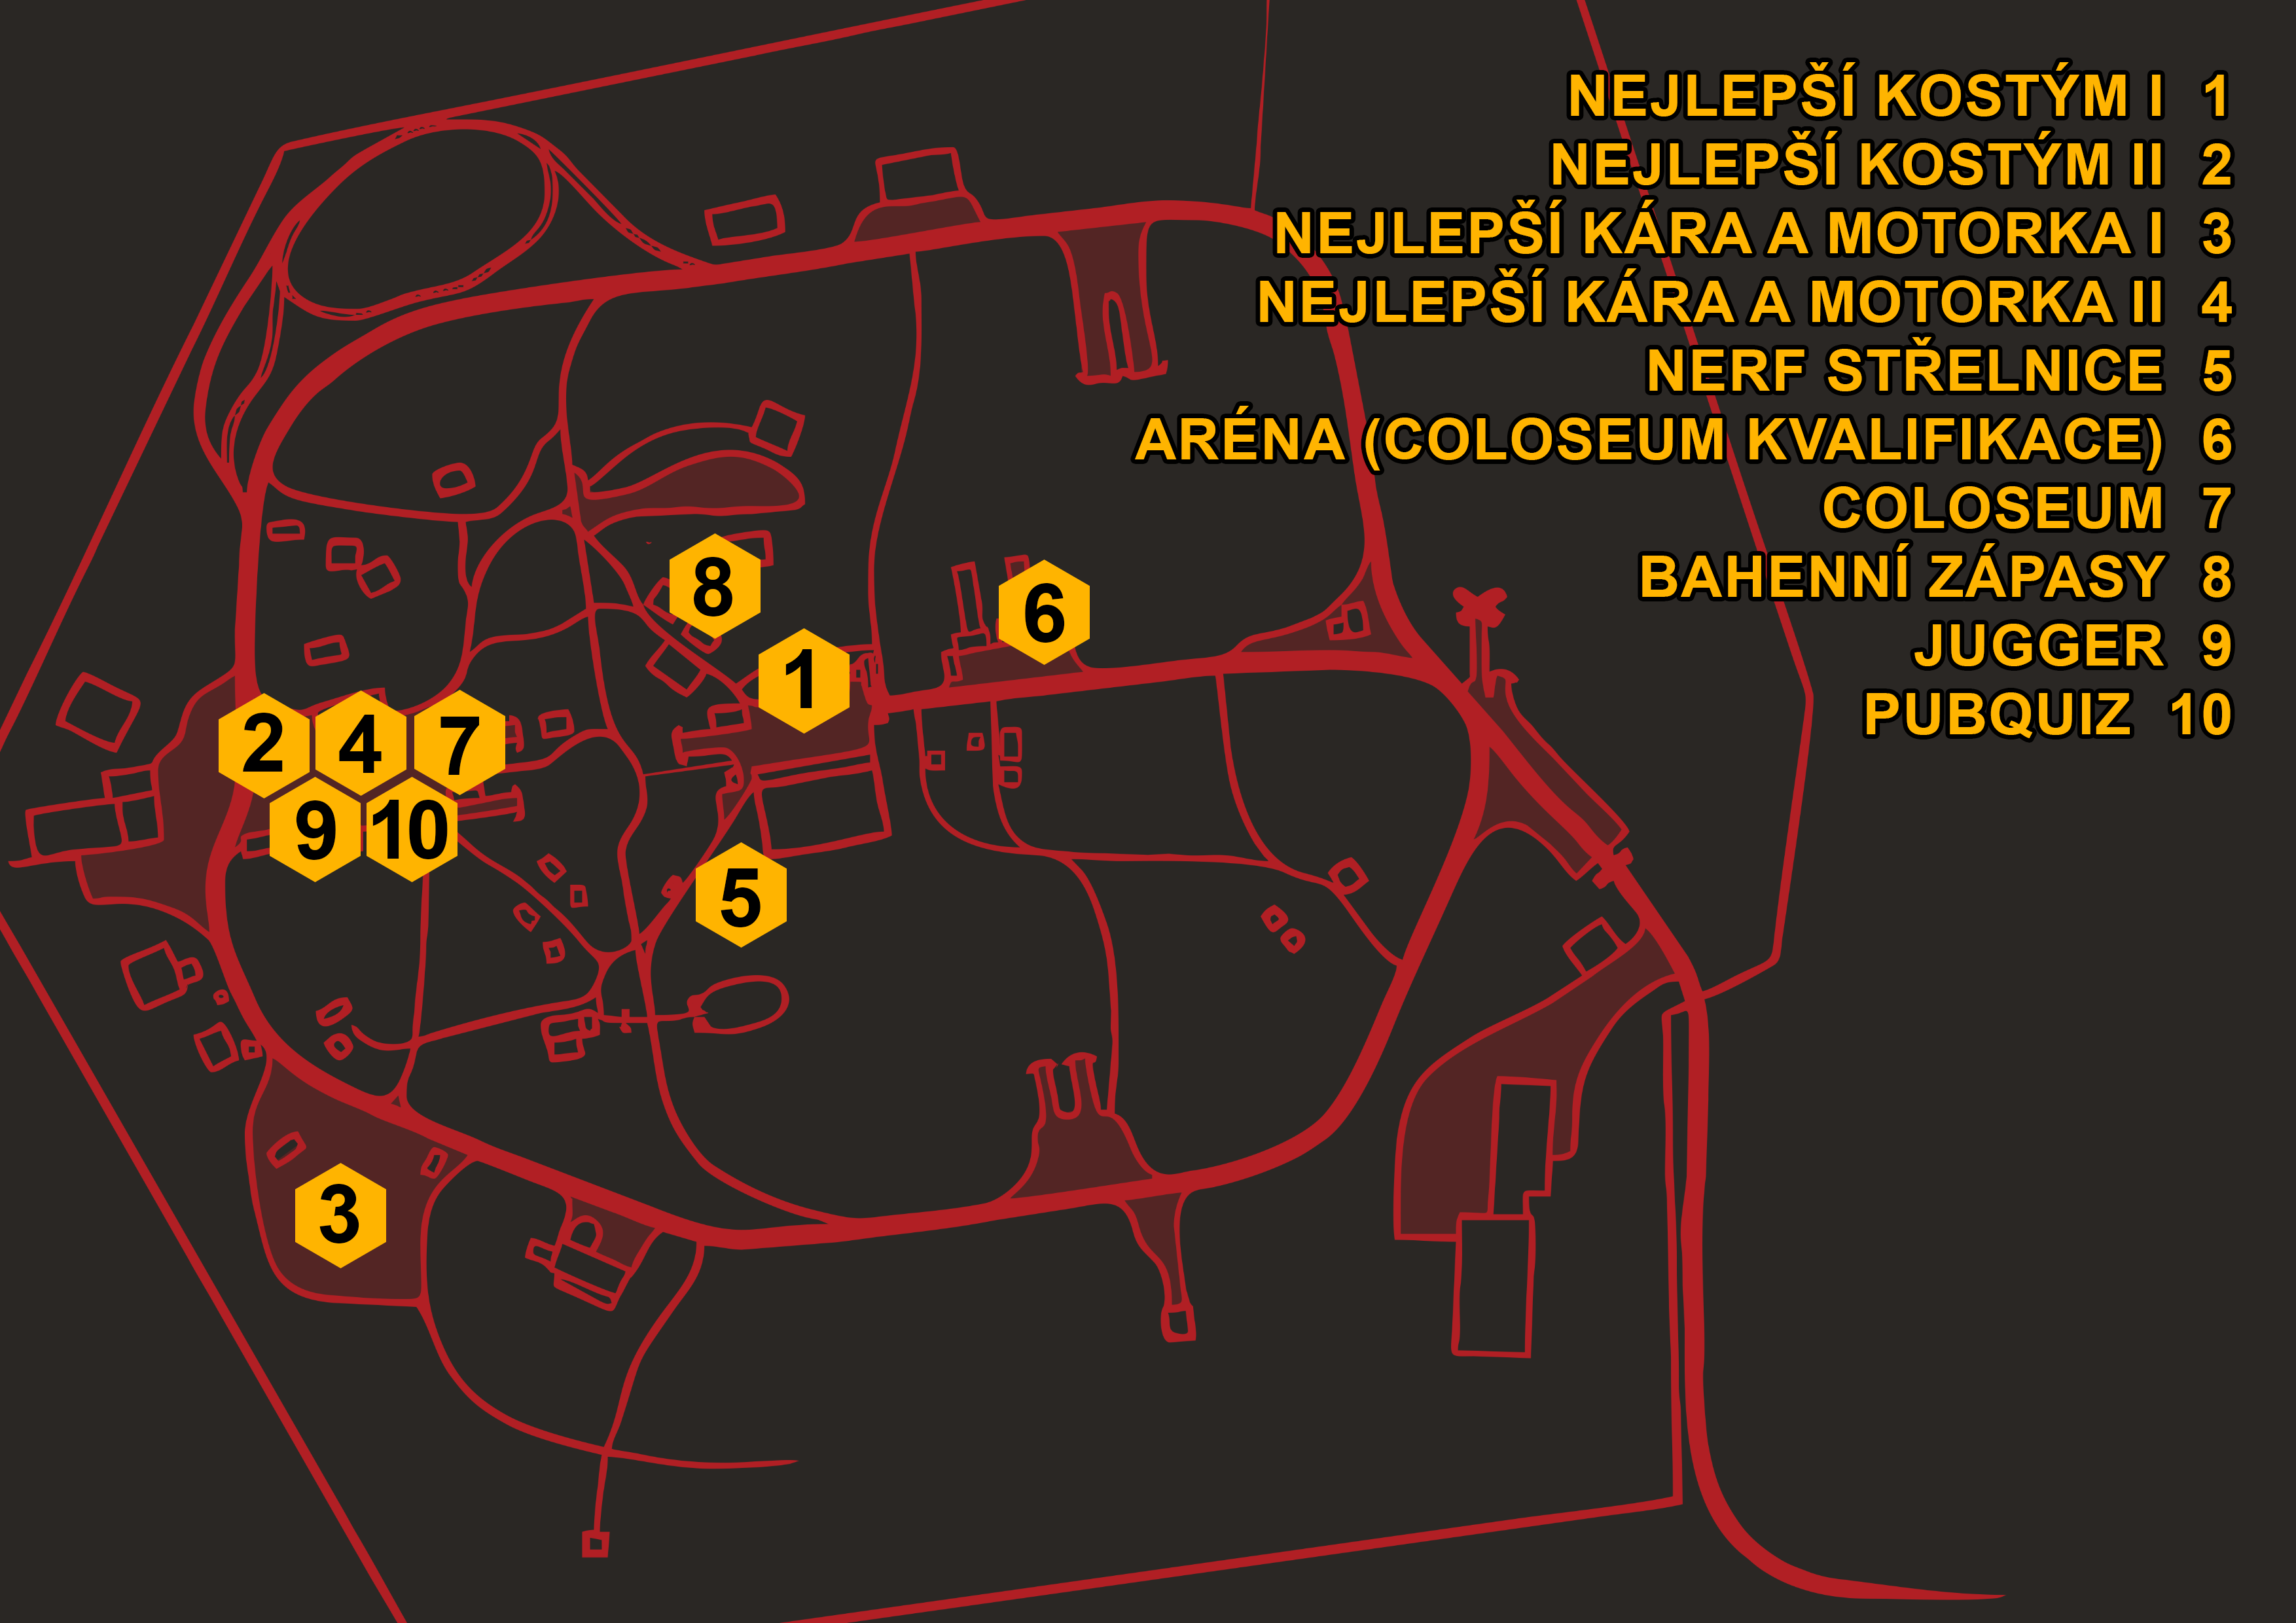 NEJLEPŠÍ KOSTÝM I 1
NEJLEPŠÍ KOSTÝM II 2
NEJLEPŠÍ KÁRA A MOTORKA I 3
NEJLEPŠÍ KÁRA A MOTORKA II 4
NERF STŘELNICE 5
ARÉNA (COLOSEUM KVALIFIKACE) 6
COLOSEUM 7
BAHENNÍ ZÁPASY 8
JUGGER 9
PUBQUIZ 10
8
6
1
2 4 7
9 10
5
3